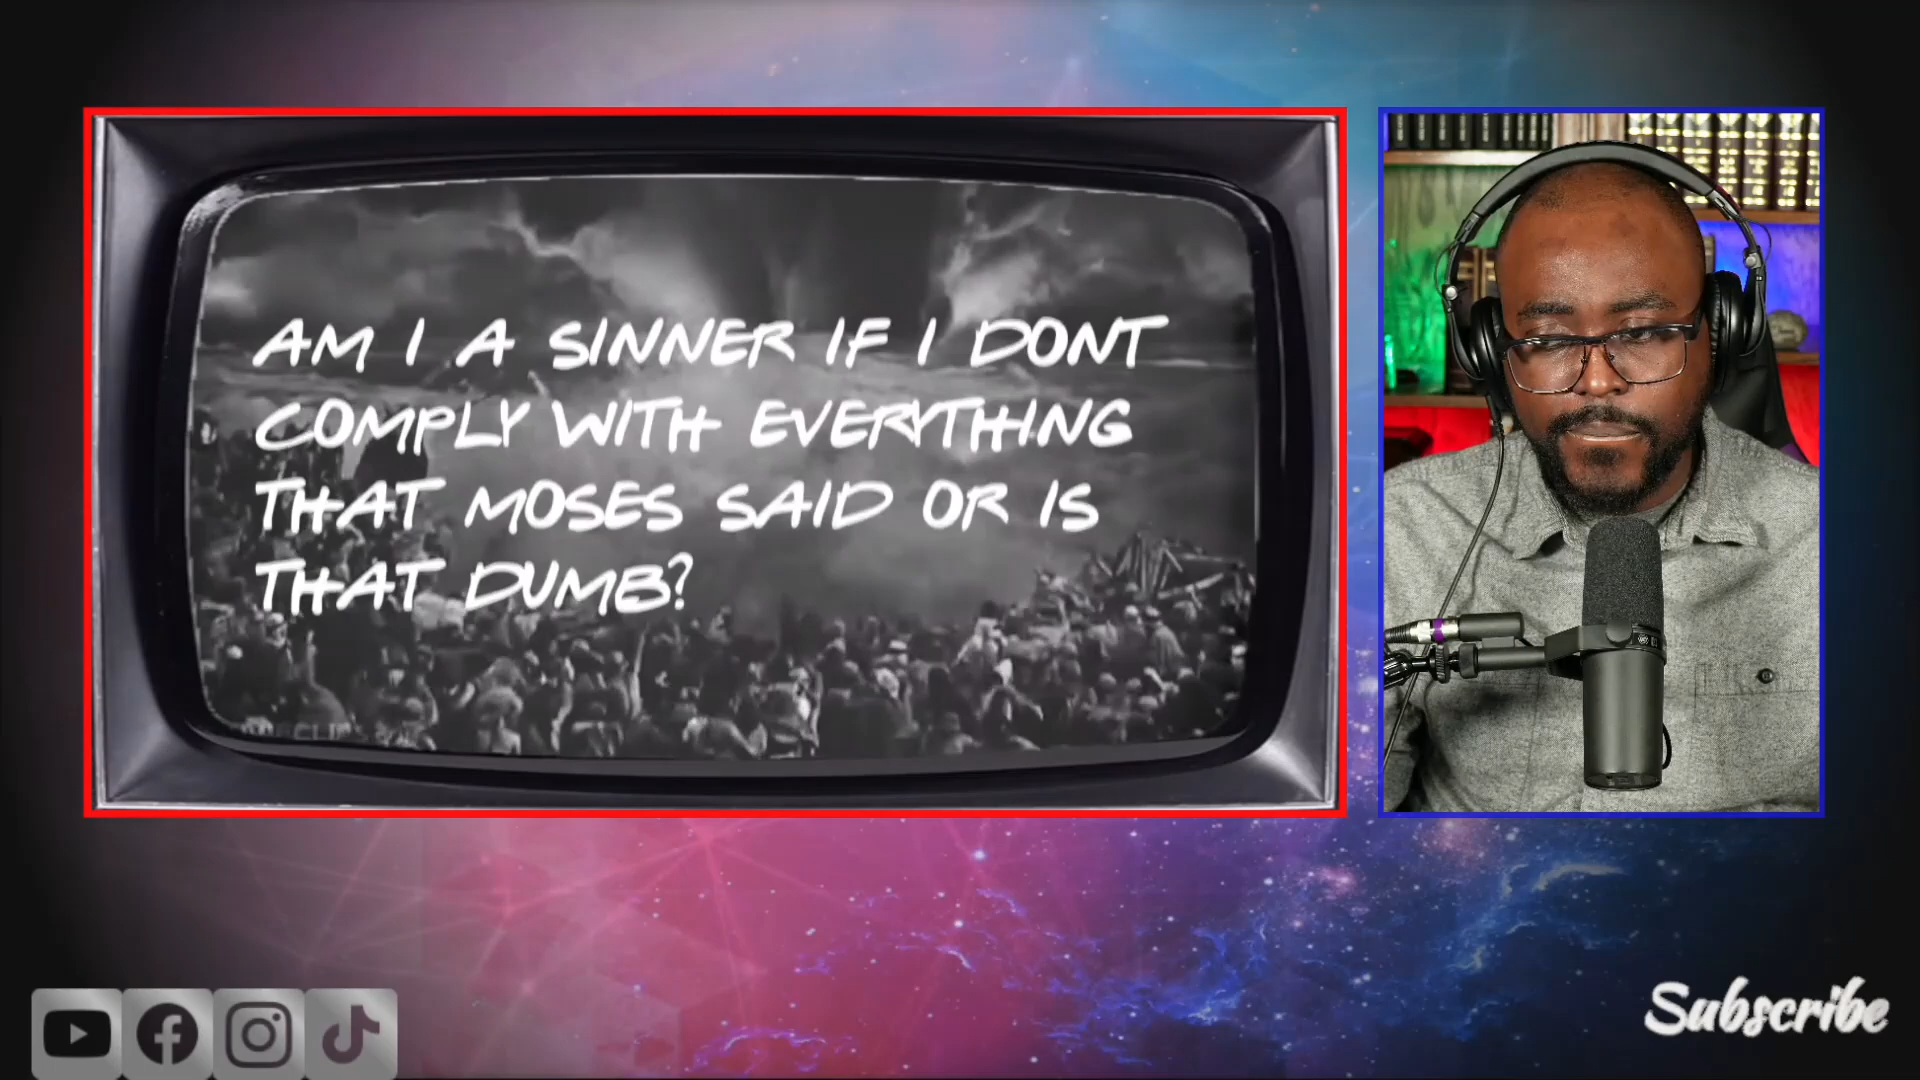 AM I A SINNER IF I DONT
COMPLY WITH EVERYTHING
THAT MOSES SAID OR IS
THAT DUMB?
Subscribe